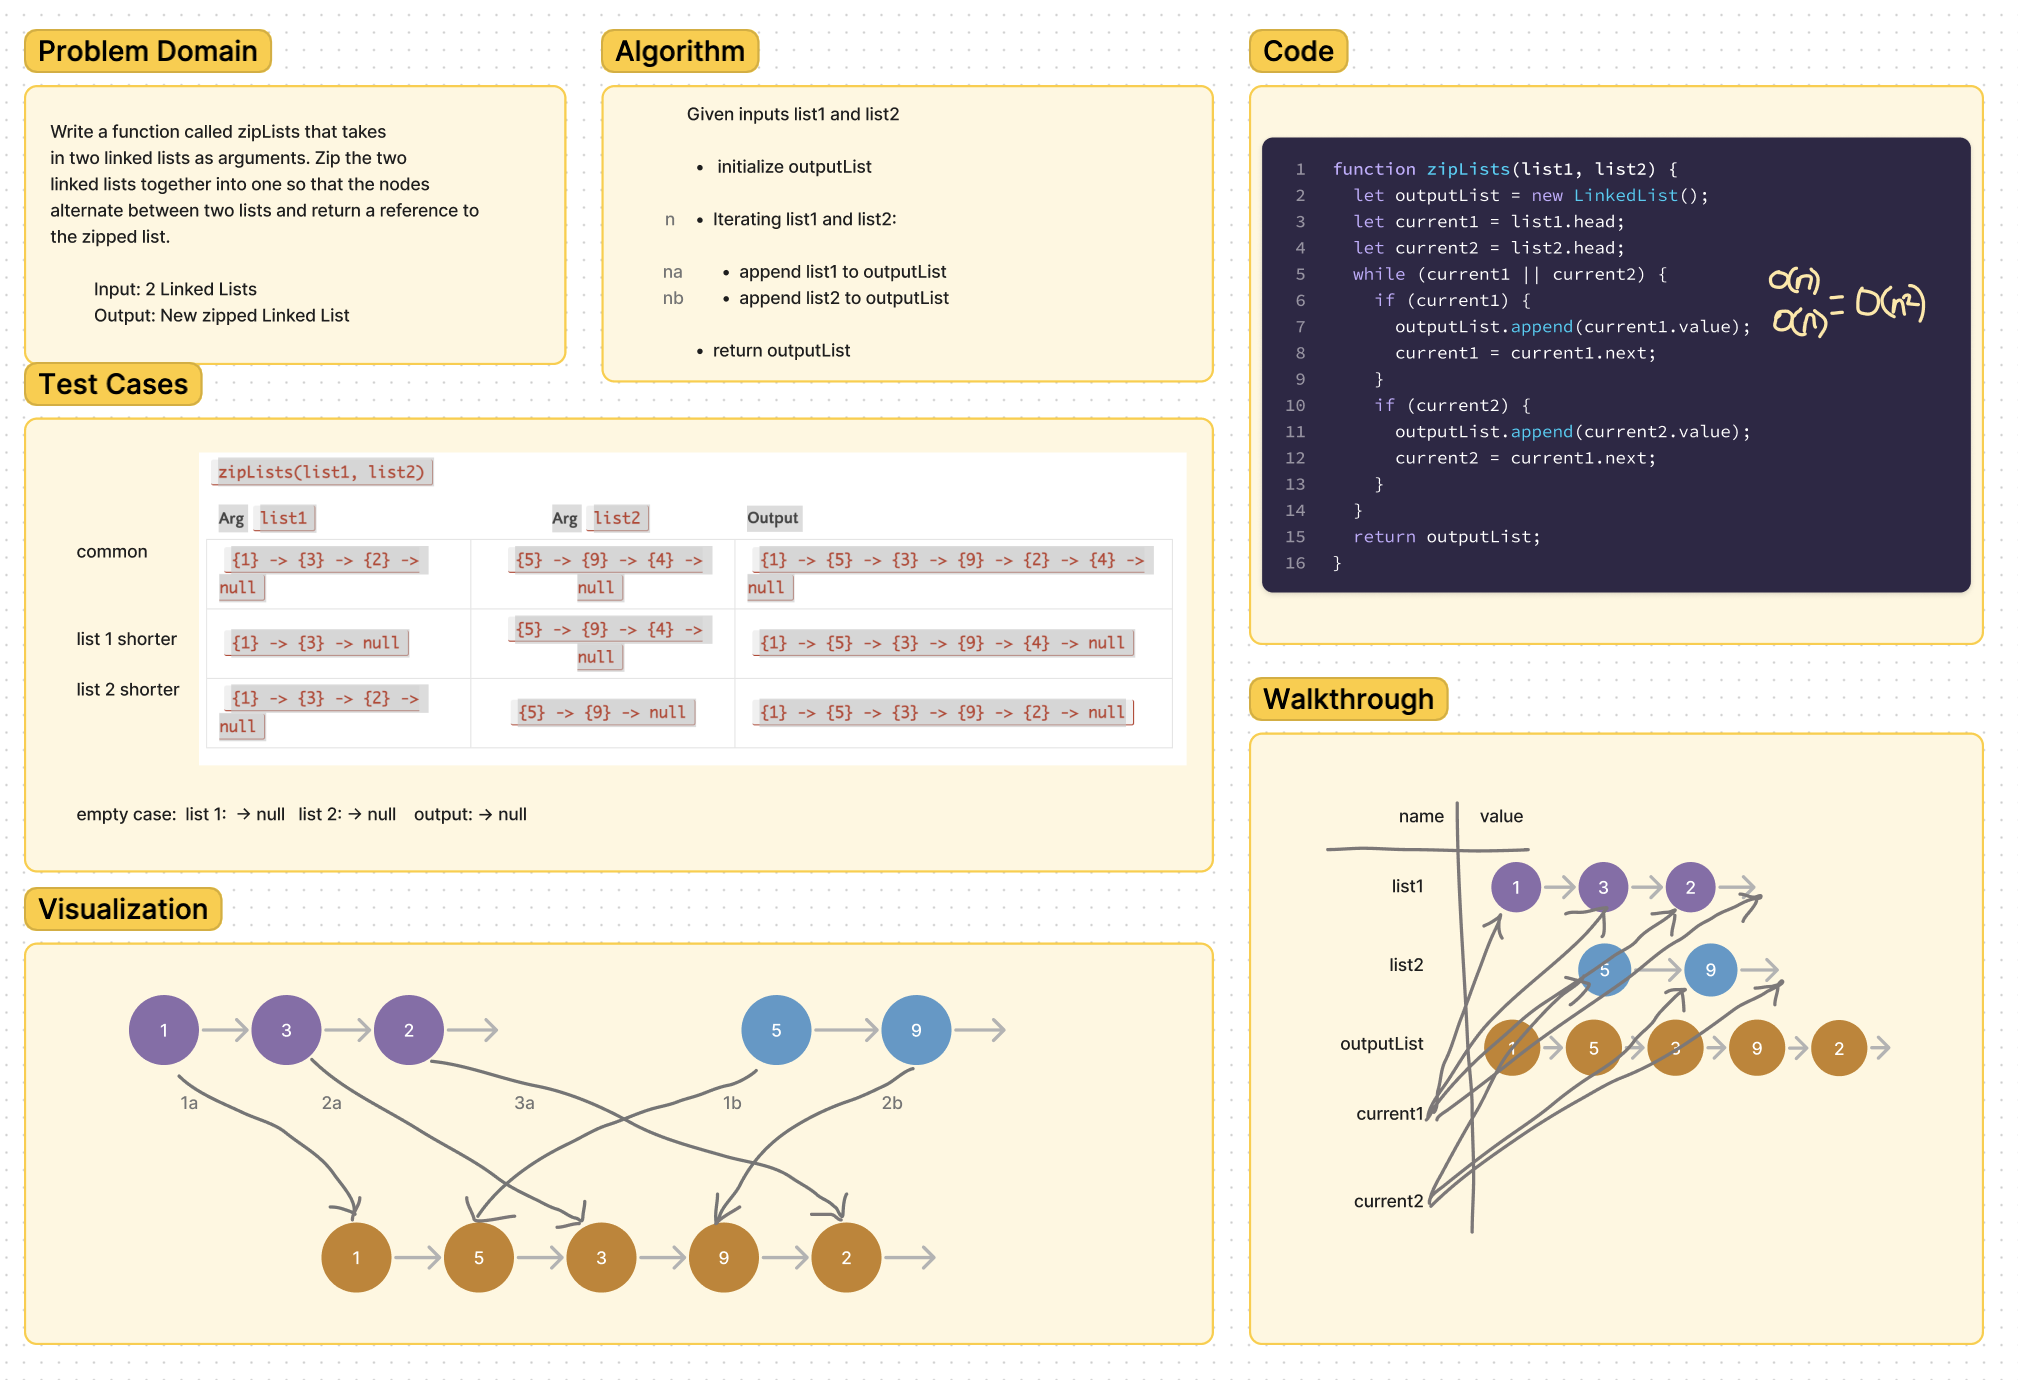 Problem Domain
Write a function called zipLists that takes
in two linked lists as arguments. Zip the two
linked lists together into one so that the nodes
alternate between two lists and return a reference to
the zipped list.
Input: 2 Linked Lists
Output: New zipped Linked List
Algorithm
Given inputs list1 and list2
• initialize outputList
n • Iterating list1 and list2:
na • append list1 to outputList
nb • append list2 to outputList
• return outputList
Code
1 function zipLists(list1, list2) {
2 let outputList = new LinkedList();
3 let current1 = list1.head;
4 let current2 = list2.head;
5 while (current1 || current2) {
6 if (current1) {
7 outputList.append(current1.value);
8 current1 = current1.next;
9 }
10 if (current2) {
11 outputList.append(current2.value);
12 current2 = current1.next;
13 }
14 }
15 return outputList;
16 }
O(n)
O(n) = O(n²)
Test Cases
zipLists(list1, list2)
Arg list1 Arg list2 Output
common
{1} -> {3} -> {2} ->
null
{5} -> {9} -> {4} ->
null
{1} -> {5} -> {3} -> {9} -> {2} -> {4} ->
null
list 1 shorter
{1} -> {3} -> null
{5} -> {9} -> {4} ->
null
{1} -> {5} -> {3} -> {9} -> {4} -> null
list 2 shorter
{1} -> {3} -> {2} ->
null
{5} -> {9} -> null
{1} -> {5} -> {3} -> {9} -> {2} -> null
empty case: list 1: → null list 2: → null output: → null
Visualization
1 3 2 5 9
1a 2a 3a 1b 2b
1 5 3 9 2
Walkthrough
name value
list1 1 3 2
list2 5 9
outputList 1 5 3 9 2
current1
current2